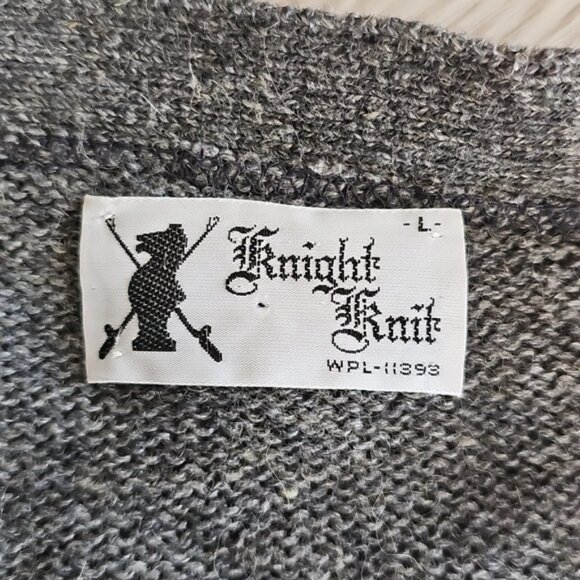 - L -
Knight
Knit
WPL-11393